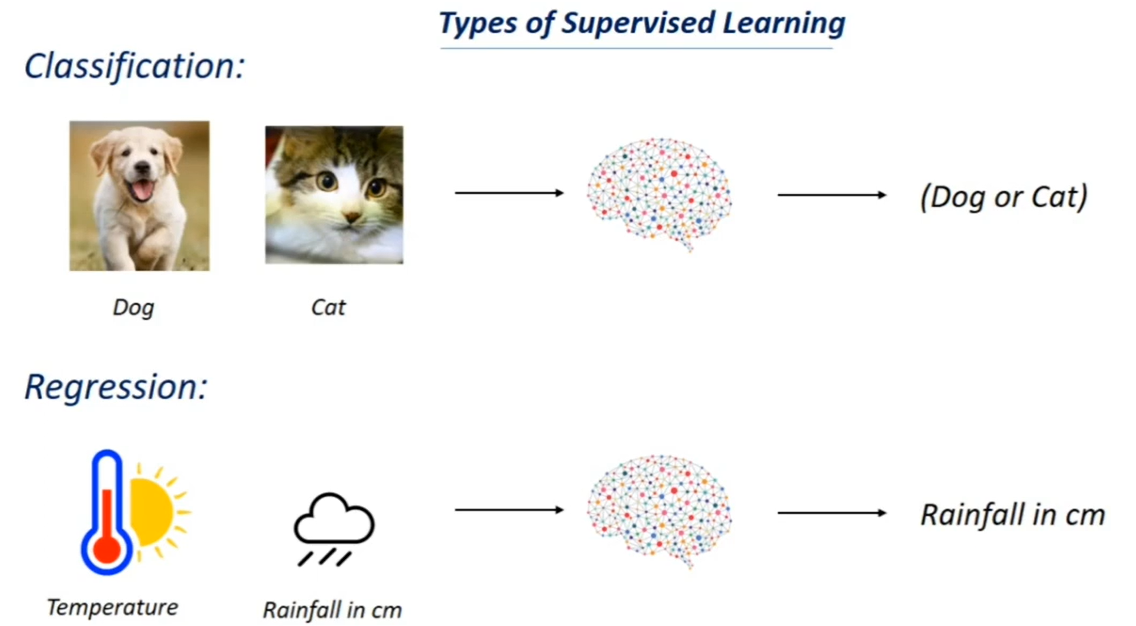 Types of Supervised Learning
Classification:
(Dog or Cat)
Dog
Cat
Regression:
Rainfall in cm
Temperature
Rainfall in cm